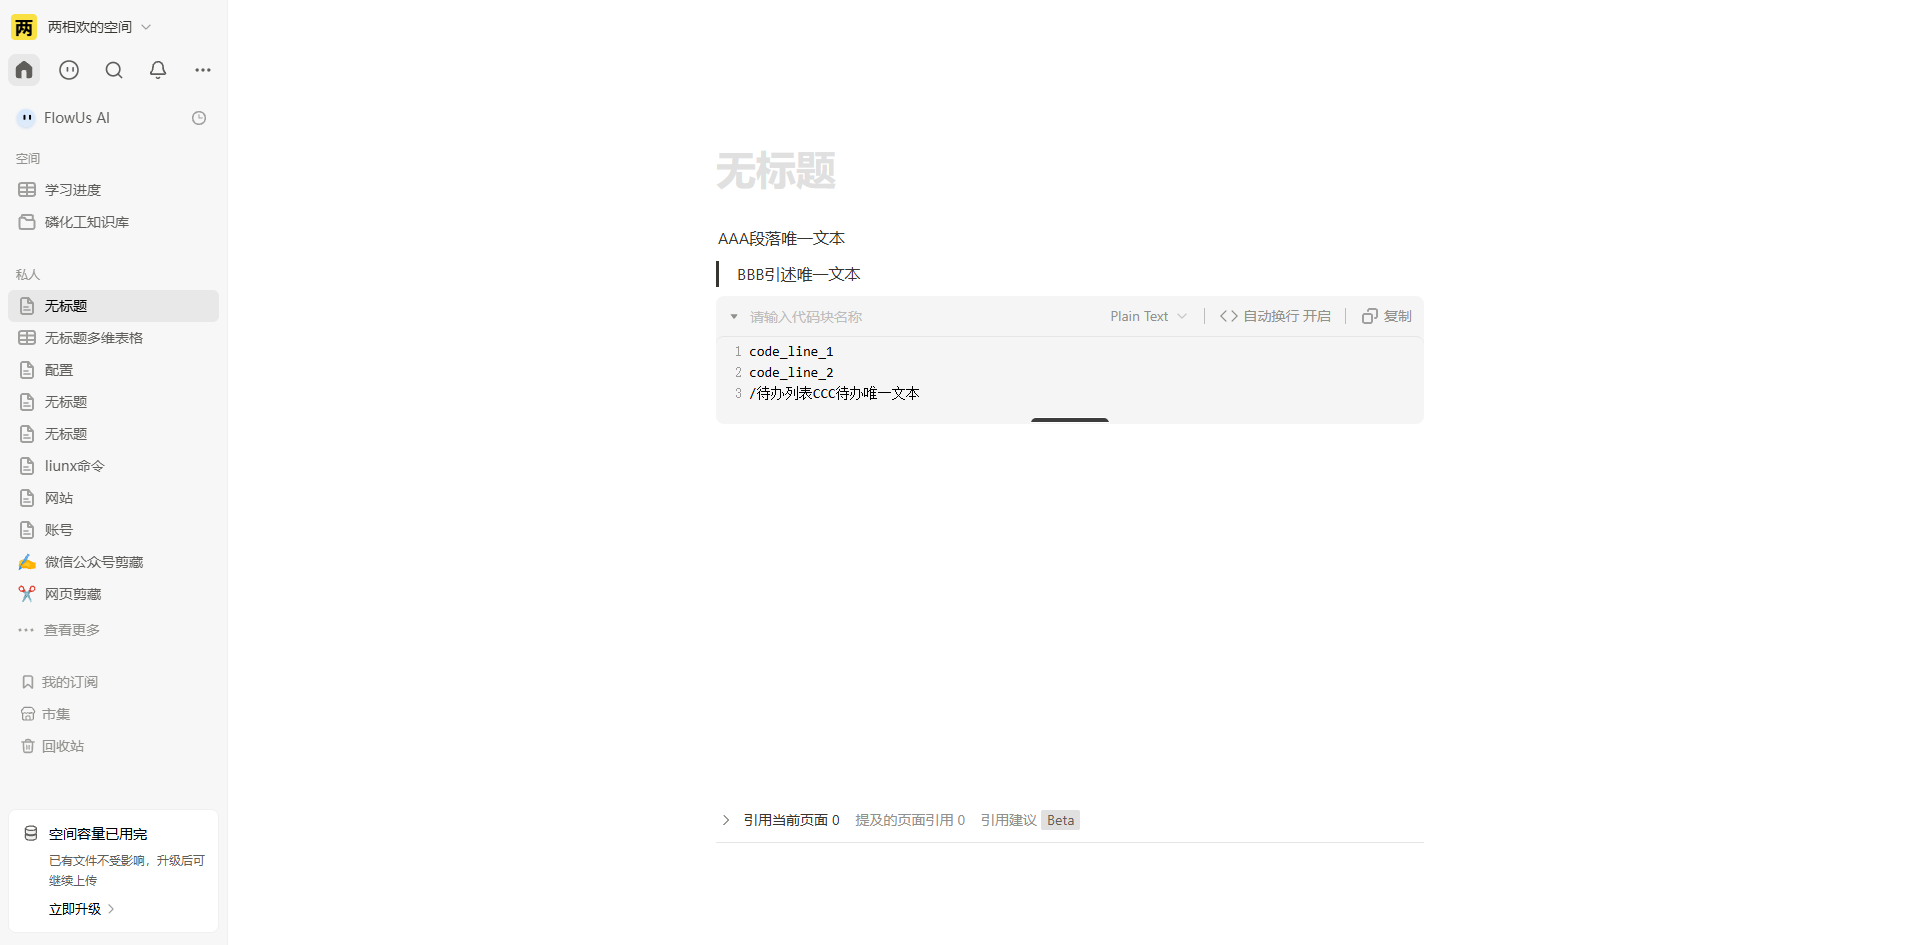 两 两相欢的空间
FlowUs AI
空间
学习进度
磷化工知识库
私人
无标题
无标题多维表格
配置
无标题
无标题
liunx命令
网站
账号
微信公众号剪藏
网页剪藏
查看更多
我的订阅
市集
回收站
空间容量已用完
已有文件不受影响，升级后可
继续上传
立即升级
无标题
AAA段落唯一文本
BBB引述唯一文本
请输入代码块名称 Plain Text 自动换行 开启 复制
1 code_line_1
2 code_line_2
3 /待办列表CCC待办唯一文本
引用当前页面 0 提及的页面引用 0 引用建议 Beta